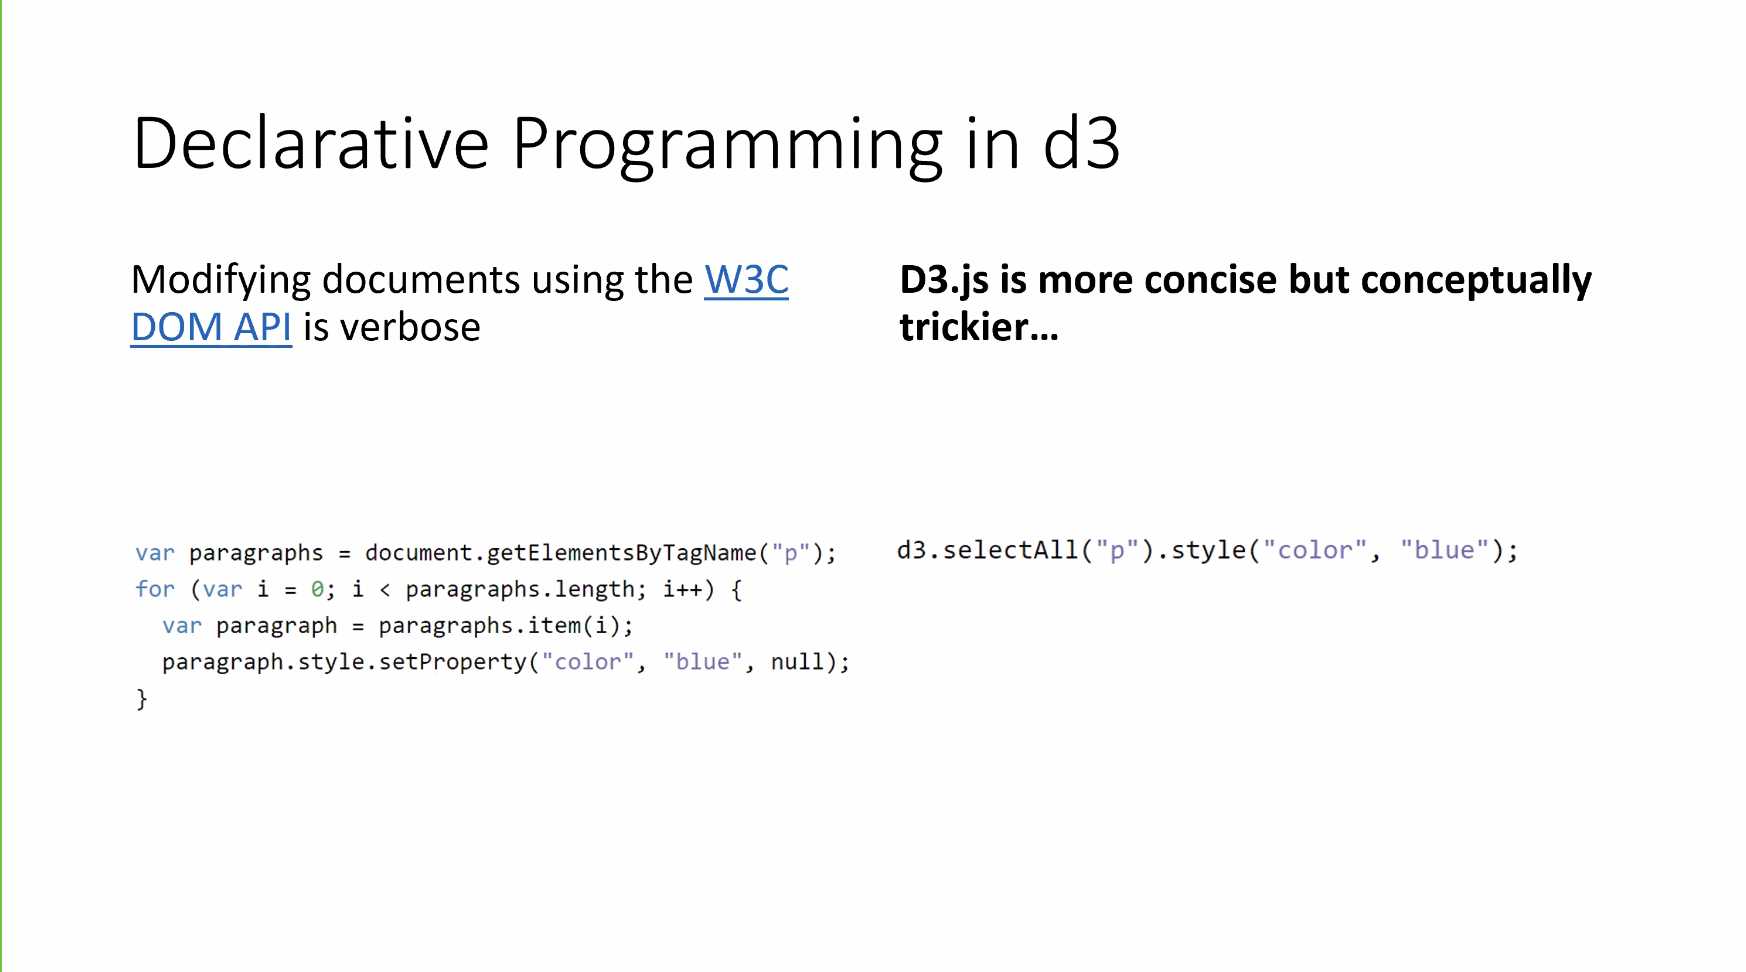 Declarative Programming in d3
Modifying documents using the W3C
DOM API is verbose
D3.js is more concise but conceptually
trickier…
var paragraphs = document.getElementsByTagName("p");
for (var i = 0; i < paragraphs.length; i++) {
  var paragraph = paragraphs.item(i);
  paragraph.style.setProperty("color", "blue", null);
}
d3.selectAll("p").style("color", "blue");